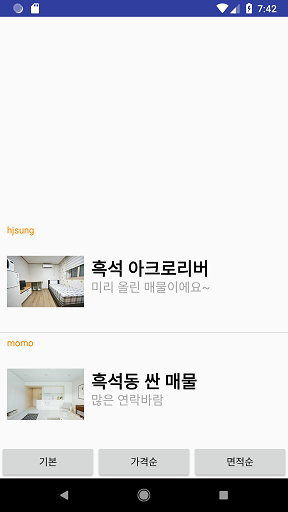 7:42
hjsung
흑석 아크로리버
미리 올린 매물이에요~
momo
흑석동 싼 매물
많은 연락바람
기본
가격순
면적순